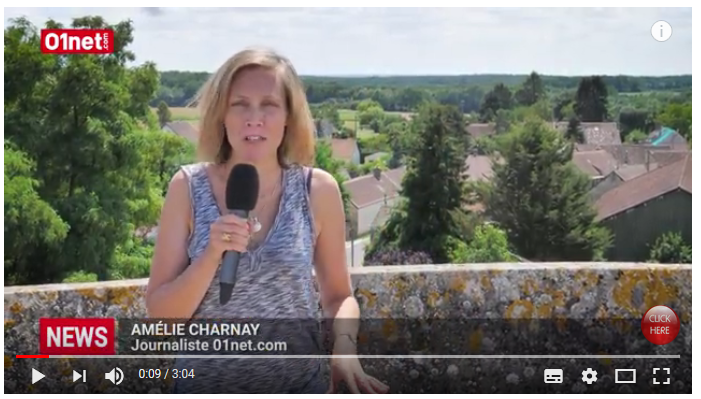 01net.com
i
NEWS
AMÉLIE CHARNAY
Journaliste 01net.com
CLICK
HERE
0:09 / 3:04